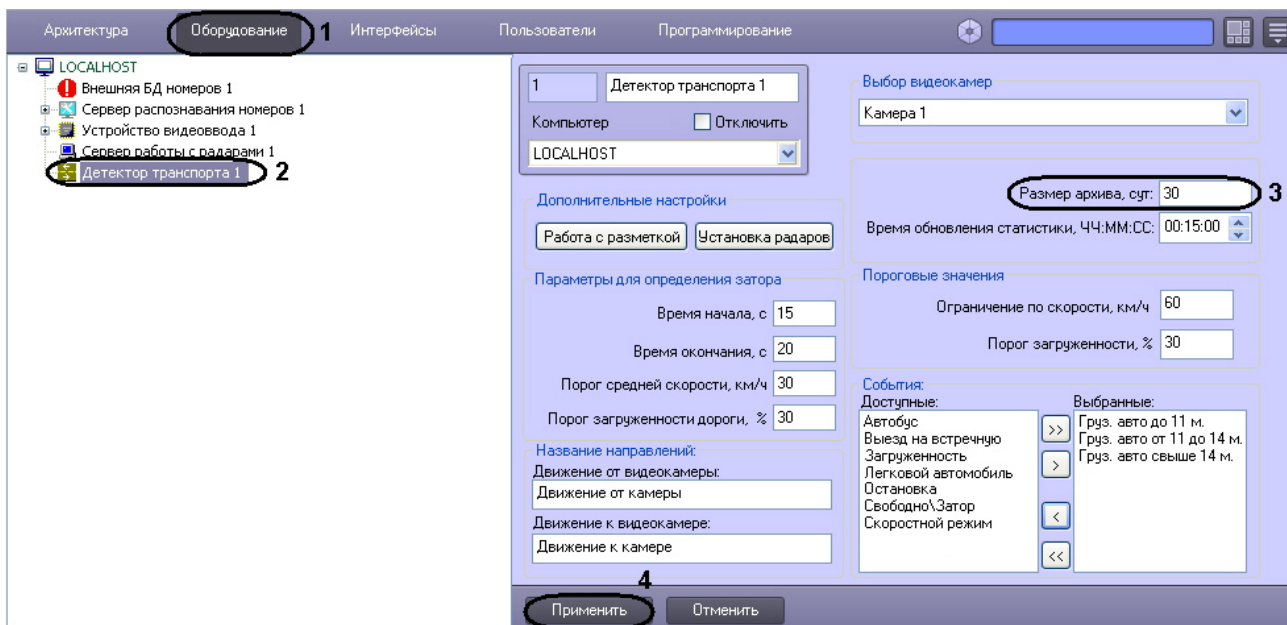 Архитектура Оборудование 1 Интерфейсы Пользователи Программирование
LOCALHOST
Внешняя БД номеров 1
Сервер распознавания номеров 1
Устройство видеоввода 1
Сервер работы с радарами 1
Детектор транспорта 1 2
1 Детектор транспорта 1
Компьютер Отключить
LOCALHOST
Дополнительные настройки
Работа с разметкой Установка радаров
Параметры для определения затора
Время начала, с 15
Время окончания, с 20
Порог средней скорости, км/ч 30
Порог загруженности дороги, % 30
Название направлений:
Движение от видеокамеры:
Движение от камеры
Движение к видеокамере:
Движение к камере
Выбор видеокамер
Камера 1
Размер архива, сут: 30 3
Время обновления статистики, ЧЧ:ММ:СС: 00:15:00
Пороговые значения
Ограничение по скорости, км/ч 60
Порог загруженности, % 30
События:
Доступные:
Автобус
Выезд на встречную
Загруженность
Легковой автомобиль
Остановка
Свободно\Затор
Скоростной режим
>>
>
<
<<
Выбранные:
Груз. авто до 11 м.
Груз. авто от 11 до 14 м.
Груз. авто свыше 14 м.
4
Применить Отменить